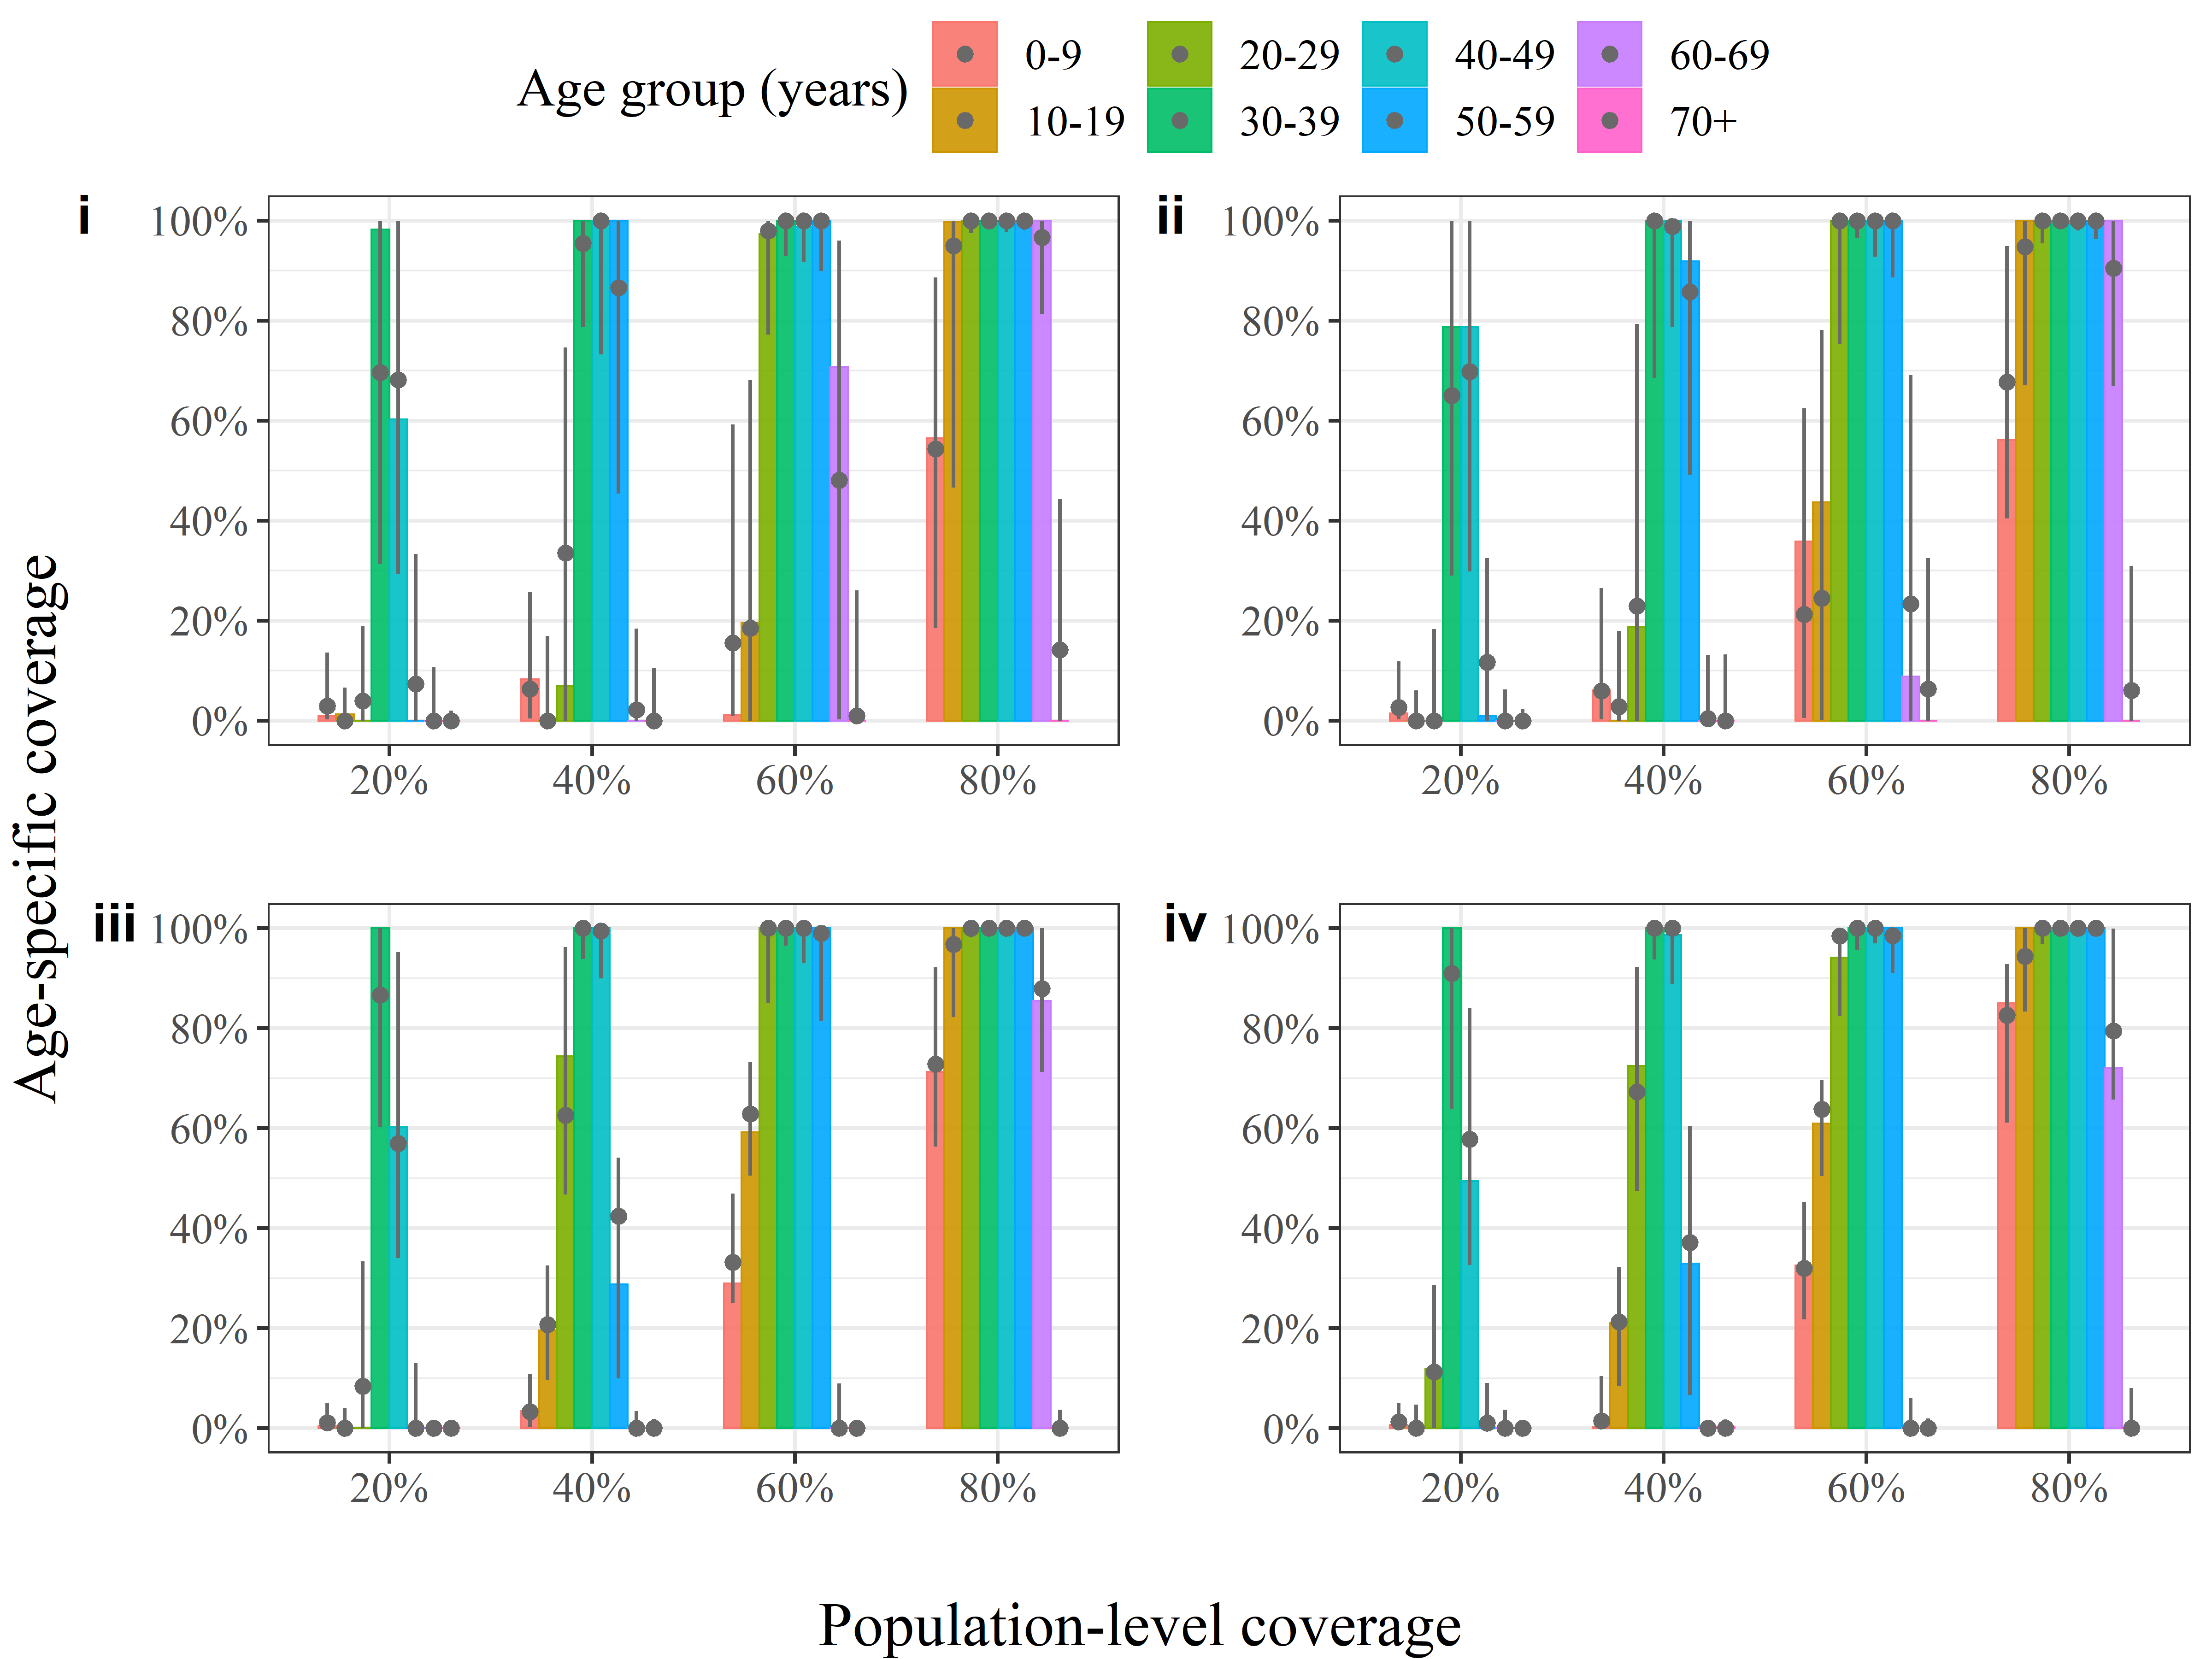 Age group (years)
0-9 20-29 40-49 60-69
10-19 30-39 50-59 70+
i ii
100% 100%
80% 80%
60% 60%
40% 40%
20% 20%
0% 0%
20% 40% 60% 80% 20% 40% 60% 80%
Age-specific coverage
iii iv
100% 100%
80% 80%
60% 60%
40% 40%
20% 20%
0% 0%
20% 40% 60% 80% 20% 40% 60% 80%
Population-level coverage